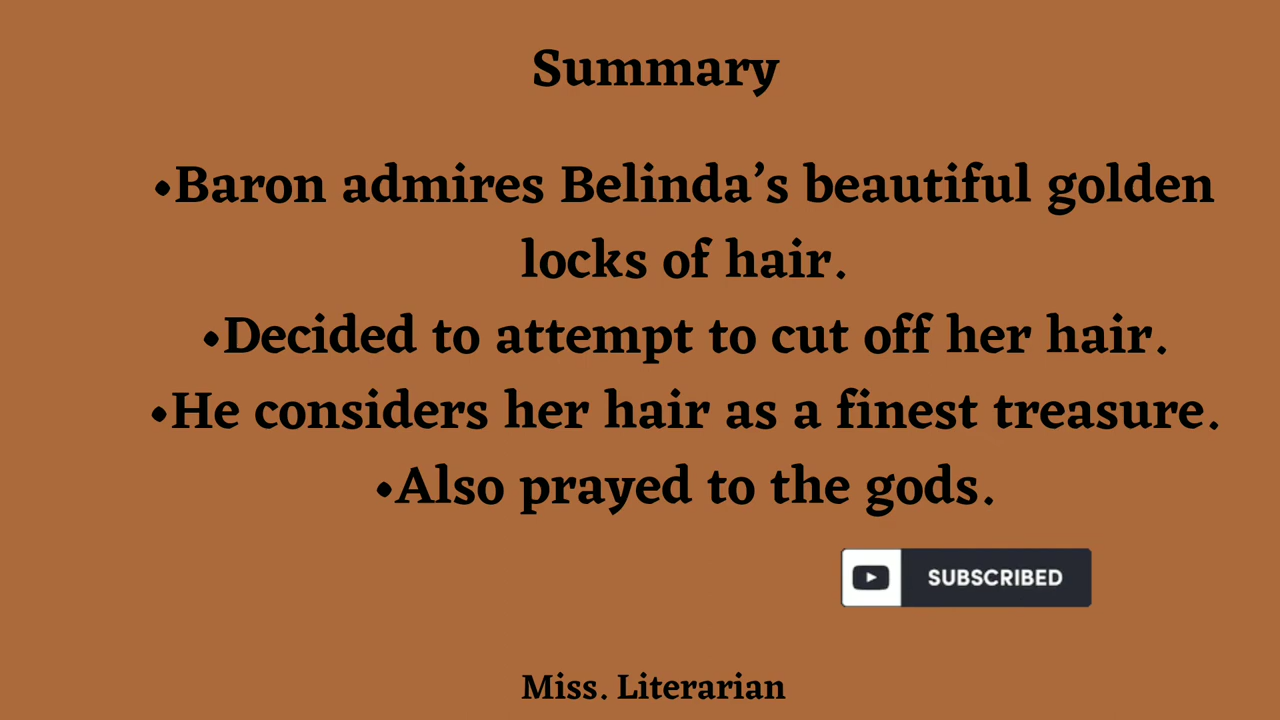 Summary
•Baron admires Belinda’s beautiful golden
locks of hair.
•Decided to attempt to cut off her hair.
•He considers her hair as a finest treasure.
•Also prayed to the gods.
SUBSCRIBED
Miss. Literarian